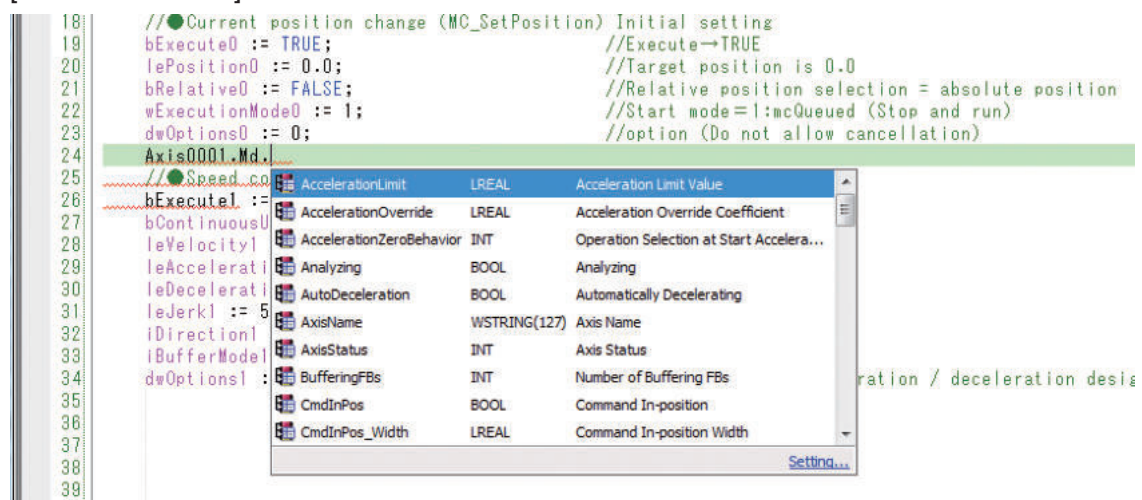 18 //●Current position change (MC_SetPosition) Initial setting
19 bExecute0 := TRUE; //Execute→TRUE
20 lePosition0 := 0.0; //Target position is 0.0
21 bRelative0 := FALSE; //Relative position selection = absolute position
22 wExecutionMode0 := 1; //Start mode=1:mcQueued (Stop and run)
23 dwOptions0 := 0; //option (Do not allow cancellation)
24 Axis0001.Md.
25 //●Speed co
26 bExecute1 :=
27 bContinuousU
28 leVelocity1
29 leAccelerati
30 leDecelerati
31 leJerk1 := 5
32 iDirection1
33 iBufferMode1
34 dwOptions1 : ration / deceleration desig
35
36
37
38
39
AccelerationLimit LREAL Acceleration Limit Value
AccelerationOverride LREAL Acceleration Override Coefficient
AccelerationZeroBehavior INT Operation Selection at Start Accelera...
Analyzing BOOL Analyzing
AutoDeceleration BOOL Automatically Decelerating
AxisName WSTRING(127) Axis Name
AxisStatus INT Axis Status
BufferingFBs INT Number of Buffering FBs
CmdInPos BOOL Command In-position
CmdInPos_Width LREAL Command In-position Width
Setting...